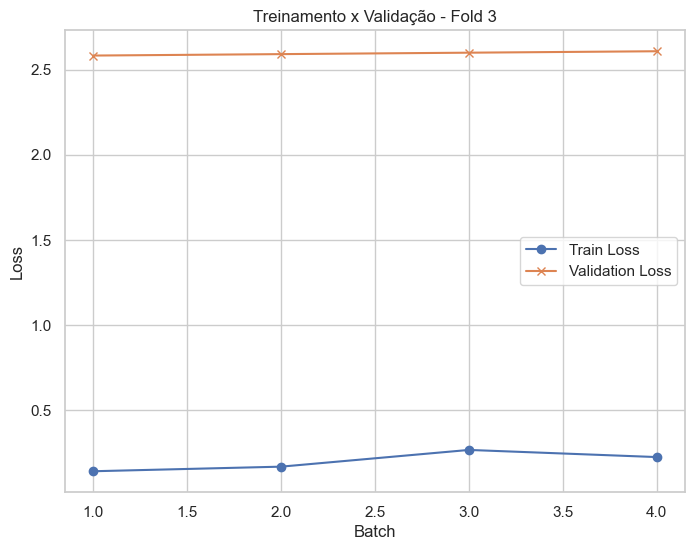 Treinamento x Validação - Fold 3
Loss
2.5
2.0
1.5
1.0
0.5
Train Loss
Validation Loss
1.0 1.5 2.0 2.5 3.0 3.5 4.0
Batch